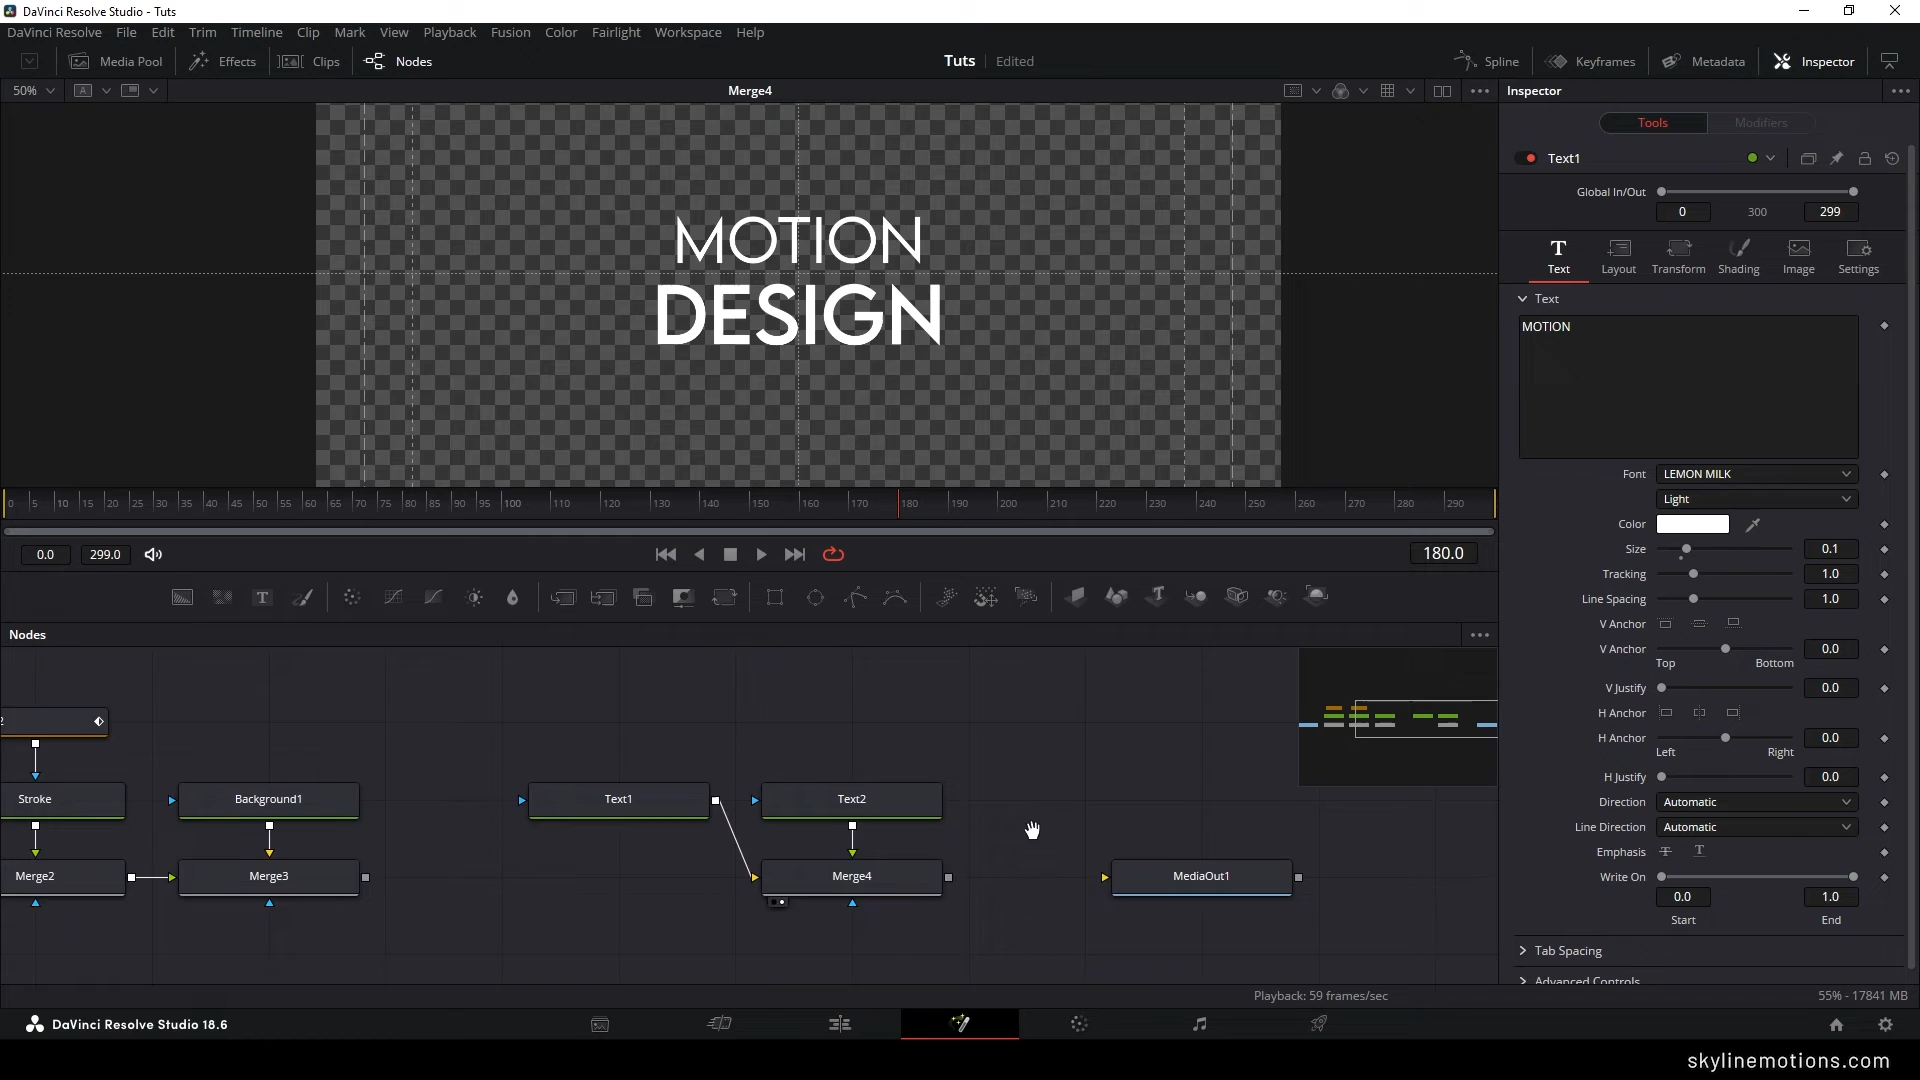 DaVinci Resolve Studio - Tuts
DaVinci Resolve File Edit Trim Timeline Clip Mark View Playback Fusion Color Fairlight Workspace Help
Media Pool Effects Clips Nodes Tuts Edited Spline Keyframes Metadata Inspector
50% A Merge4 Inspector
Tools Modifiers
Text1
Global In/Out
0 300 299
Text Layout Transform Shading Image Settings
Text
MOTION
MOTION
DESIGN
Font LEMON MILK
Light
Color
Size 0.1
Tracking 1.0
Line Spacing 1.0
V Anchor
V Anchor 0.0
Top Bottom
V Justify 0.0
H Anchor
H Anchor 0.0
Left Right
H Justify 0.0
Direction Automatic
Line Direction Automatic
Emphasis T T
Write On
0.0 1.0
Start End
Tab Spacing
Advanced Controls
0 5 10 15 20 25 30 35 40 45 50 55 60 65 70 75 80 85 90 95 100 110 120 130 140 150 160 170 180 190 200 210 220 230 240 250 260 270 280 290
0.0 299.0 180.0
T T
Nodes
2
Stroke Background1 Text1 Text2
Merge2 Merge3 Merge4 MediaOut1
Playback: 59 frames/sec 55% - 17841 MB
DaVinci Resolve Studio 18.6
skylinemotions.com